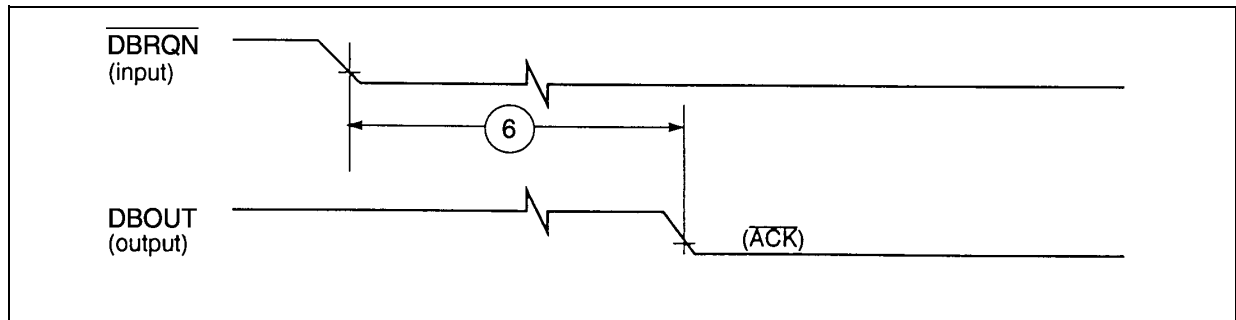 DBRQN
(input)
6
DBOUT
(output)
(ACK)